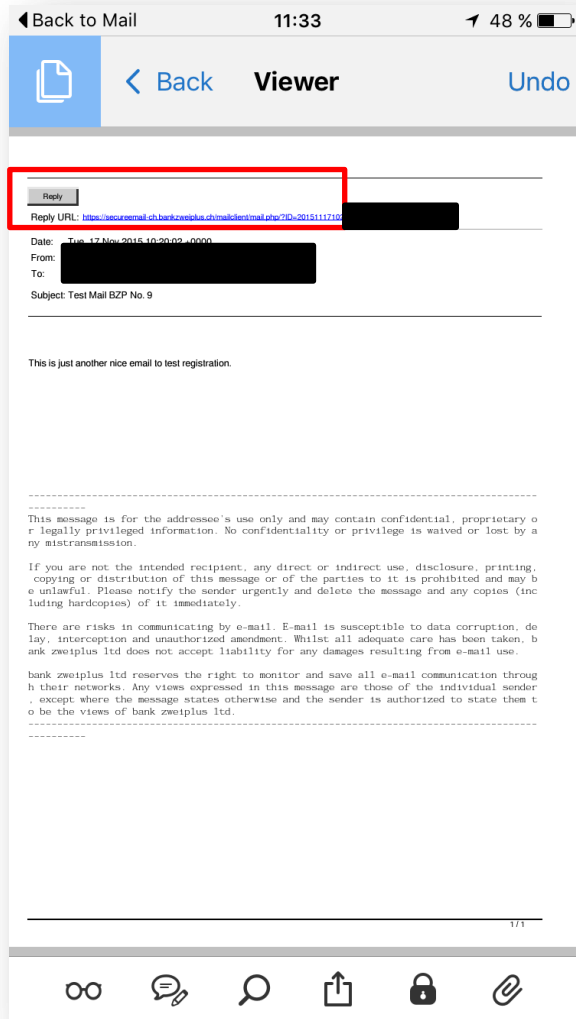 Back to Mail 11:33 48 %
Back Viewer Undo
Reply
Reply URL: https://secureemail-ch.bankzweiplus.ch/mailclient/mail.php/?ID=20151117102
Date: Tue, 17 Nov 2015 10:20:02 +0000
From:
To:
Subject: Test Mail BZP No. 9
This is just another nice email to test registration.
--------------------------------------------------------------------------------
----------
This message is for the addressee's use only and may contain confidential, proprietary o
r legally privileged information. No confidentiality or privilege is waived or lost by a
ny mistransmission.
If you are not the intended recipient, any direct or indirect use, disclosure, printing,
copying or distribution of this message or of the parties to it is prohibited and may b
e unlawful. Please notify the sender urgently and delete the message and any copies (inc
luding hardcopies) of it immediately.
There are risks in communicating by e-mail. E-mail is susceptible to data corruption, de
lay, interception and unauthorized amendment. Whilst all adequate care has been taken, b
ank zweiplus ltd does not accept liability for any damages resulting from e-mail use.
bank zweiplus ltd reserves the right to monitor and save all e-mail communication throug
h their networks. Any views expressed in this message are those of the individual sender
, except where the message states otherwise and the sender is authorized to state them t
o be the views of bank zweiplus ltd.
--------------------------------------------------------------------------------
----------
1/1